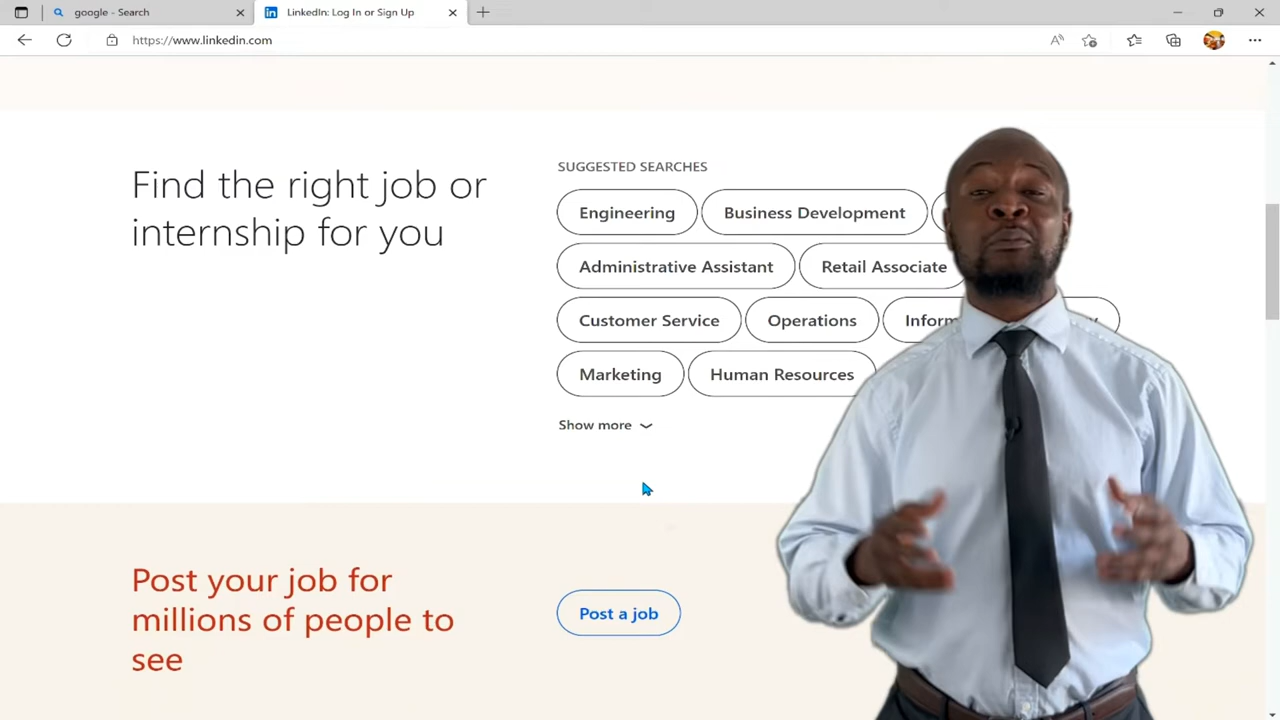 google - Search
LinkedIn: Log In or Sign Up
https://www.linkedin.com
Find the right job or
internship for you
SUGGESTED SEARCHES
Engineering
Business Development
Administrative Assistant
Retail Associate
Customer Service
Operations
Marketing
Human Resources
Show more
Post your job for
millions of people to
see
Post a job